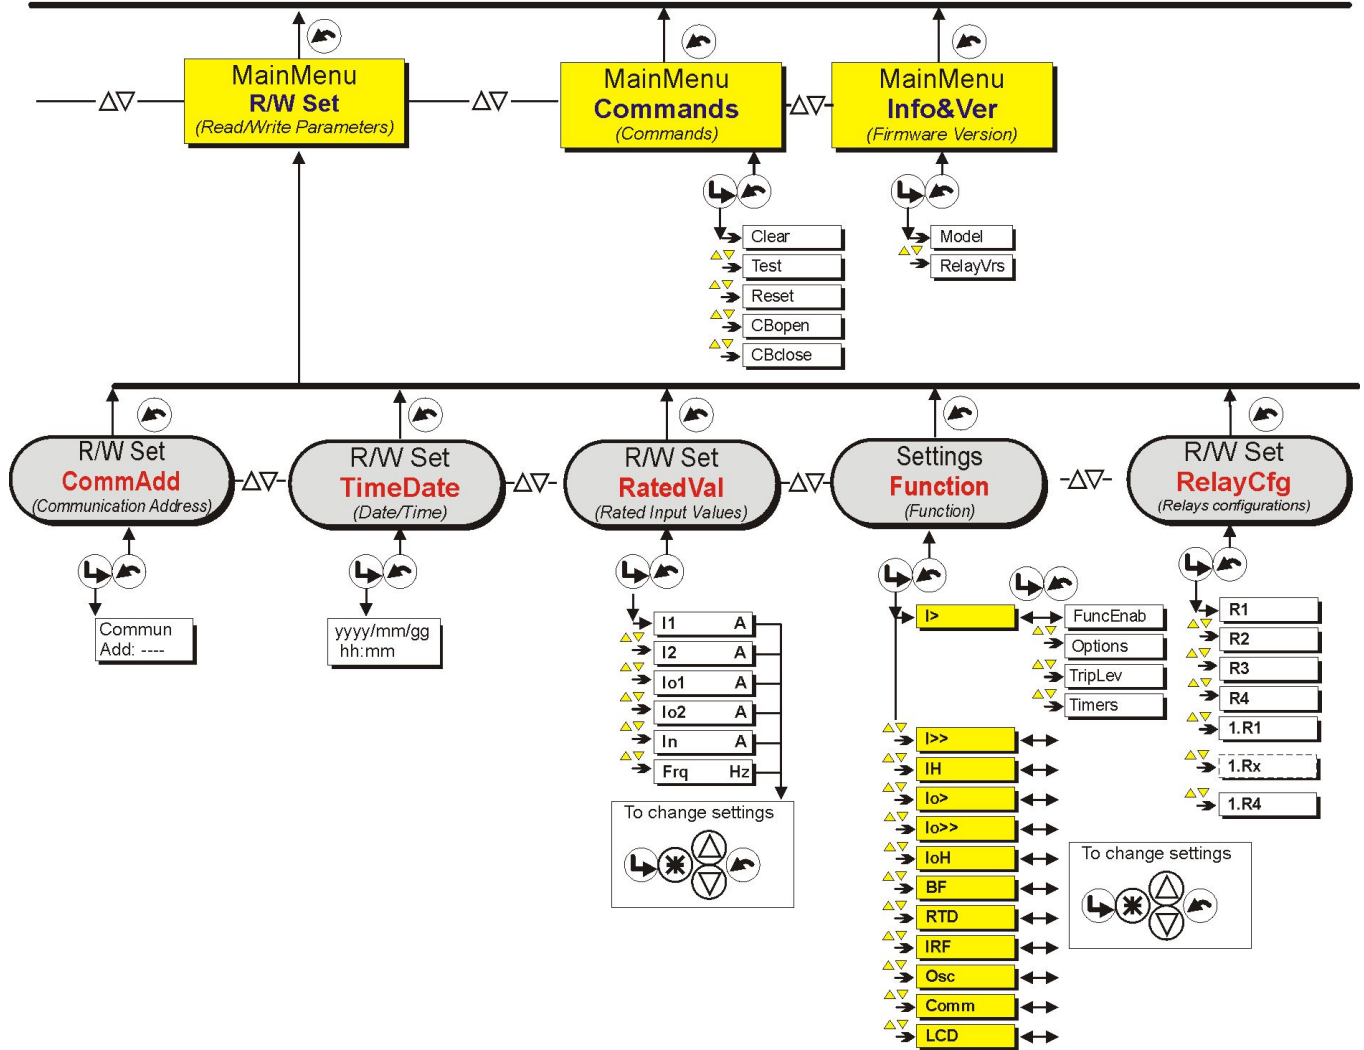 MainMenu
R/W Set
(Read/Write Parameters)
MainMenu
Commands
(Commands)
MainMenu
Info&Ver
(Firmware Version)
Clear
Test
Reset
CBopen
CBclose
Model
RelayVrs
R/W Set
CommAdd
(Communication Address)
R/W Set
TimeDate
(Date/Time)
R/W Set
RatedVal
(Rated Input Values)
Settings
Function
(Function)
R/W Set
RelayCfg
(Relays configurations)
Commun
Add: ----
yyyy/mm/gg
hh:mm
I1 A
I2 A
Io1 A
Io2 A
In A
Frq Hz
To change settings
I>
FuncEnab
Options
TripLev
Timers
I>>
IH
Io>
Io>>
IoH
BF
RTD
IRF
Osc
Comm
LCD
R1
R2
R3
R4
1.R1
1.Rx
1.R4
To change settings